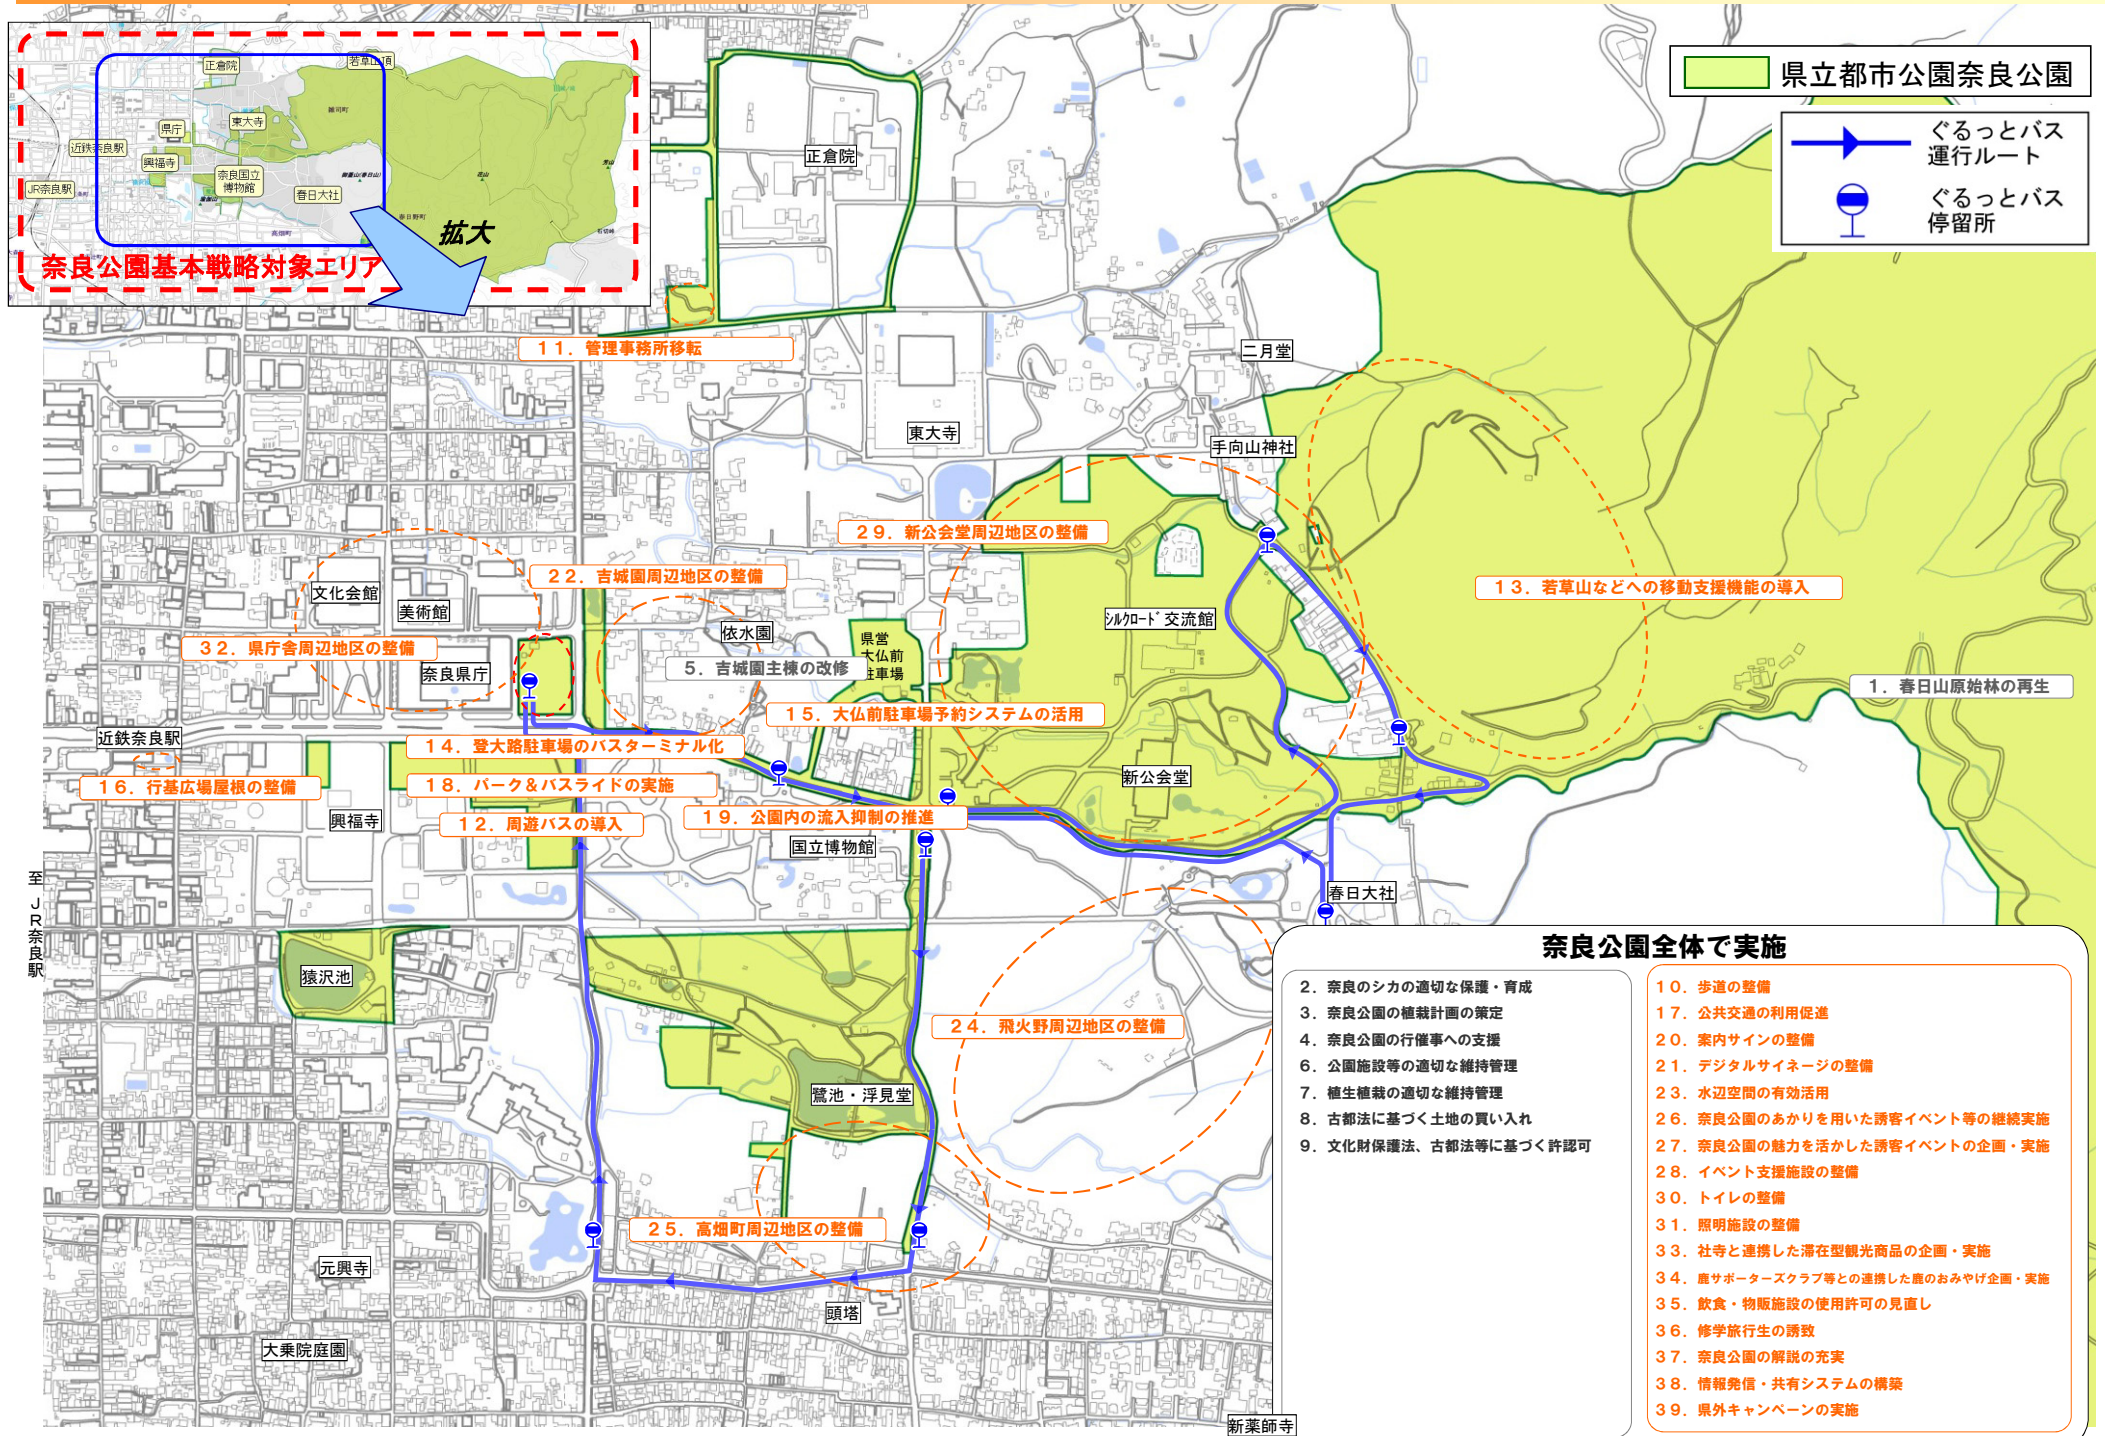 正倉院
若草山頂
雑司町
県庁
東大寺
近鉄奈良駅
興福寺
奈良国立
博物館
JR奈良駅
春日大社
御蓋山(春日山)
花山
芳山
春日野町
高畑町
石切峠
拡大
奈良公園基本戦略対象エリア
県立都市公園奈良公園
ぐるっとバス
運行ルート
ぐるっとバス
停留所
正倉院
11．管理事務所移転
二月堂
東大寺
手向山神社
29．新公会堂周辺地区の整備
22．吉城園周辺地区の整備
13．若草山などへの移動支援機能の導入
文化会館
美術館
シルクロード交流館
依水園
県営
大仏前
駐車場
32．県庁舎周辺地区の整備
奈良県庁
5．吉城園主棟の改修
1．春日山原始林の再生
15．大仏前駐車場予約システムの活用
近鉄奈良駅
14．登大路駐車場のバスターミナル化
新公会堂
16．行基広場屋根の整備
18．パーク＆バスライドの実施
興福寺
12．周遊バスの導入
19．公園内の流入抑制の推進
国立博物館
至 JR奈良駅
春日大社
猿沢池
24．飛火野周辺地区の整備
鷺池・浮見堂
25．高畑町周辺地区の整備
元興寺
頭塔
大乗院庭園
新薬師寺
奈良公園全体で実施
2．奈良のシカの適切な保護・育成
3．奈良公園の植栽計画の策定
4．奈良公園の行催事への支援
6．公園施設等の適切な維持管理
7．植生植栽の適切な維持管理
8．古都法に基づく土地の買い入れ
9．文化財保護法、古都法等に基づく許認可
10．歩道の整備
17．公共交通の利用促進
20．案内サインの整備
21．デジタルサイネージの整備
23．水辺空間の有効活用
26．奈良公園のあかりを用いた誘客イベント等の継続実施
27．奈良公園の魅力を活かした誘客イベントの企画・実施
28．イベント支援施設の整備
30．トイレの整備
31．照明施設の整備
33．社寺と連携した滞在型観光商品の企画・実施
34．鹿サポーターズクラブ等との連携した鹿のおみやげ企画・実施
35．飲食・物販施設の使用許可の見直し
36．修学旅行生の誘致
37．奈良公園の解説の充実
38．情報発信・共有システムの構築
39．県外キャンペーンの実施